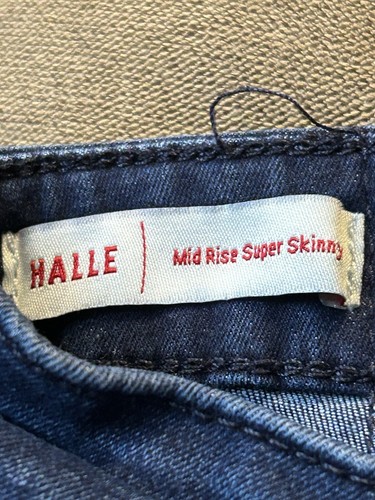 HALLE | Mid Rise Super Skinny